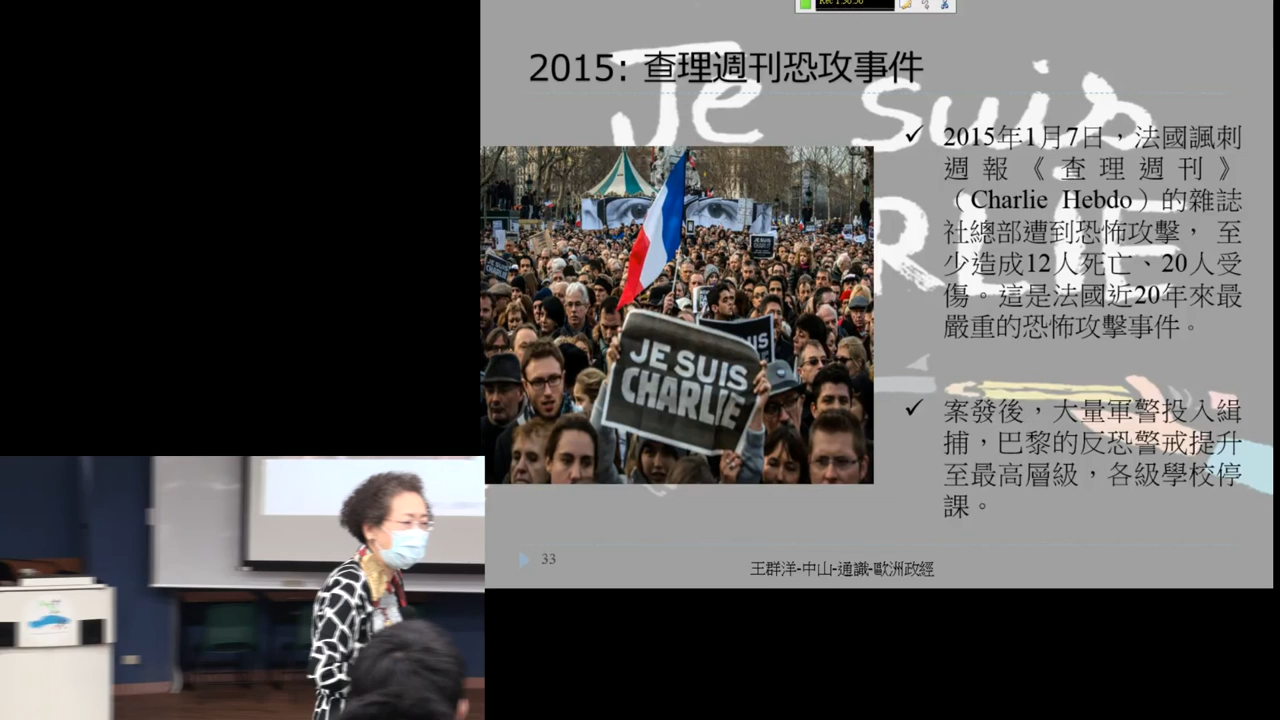 2015: 查理週刊恐攻事件
Je suis
RLIE
✓ 2015年1月7日，法國諷刺
週報《查理週刊》
（Charlie Hebdo）的雜誌
社總部遭到恐怖攻擊， 至
少造成12人死亡、20人受
傷。這是法國近20年來最
嚴重的恐怖攻擊事件。
JE SUIS
CHARLIE
✓ 案發後，大量軍警投入緝
捕，巴黎的反恐警戒提升
至最高層級，各級學校停
課。
33
王群洋-中山-通識-歐洲政經